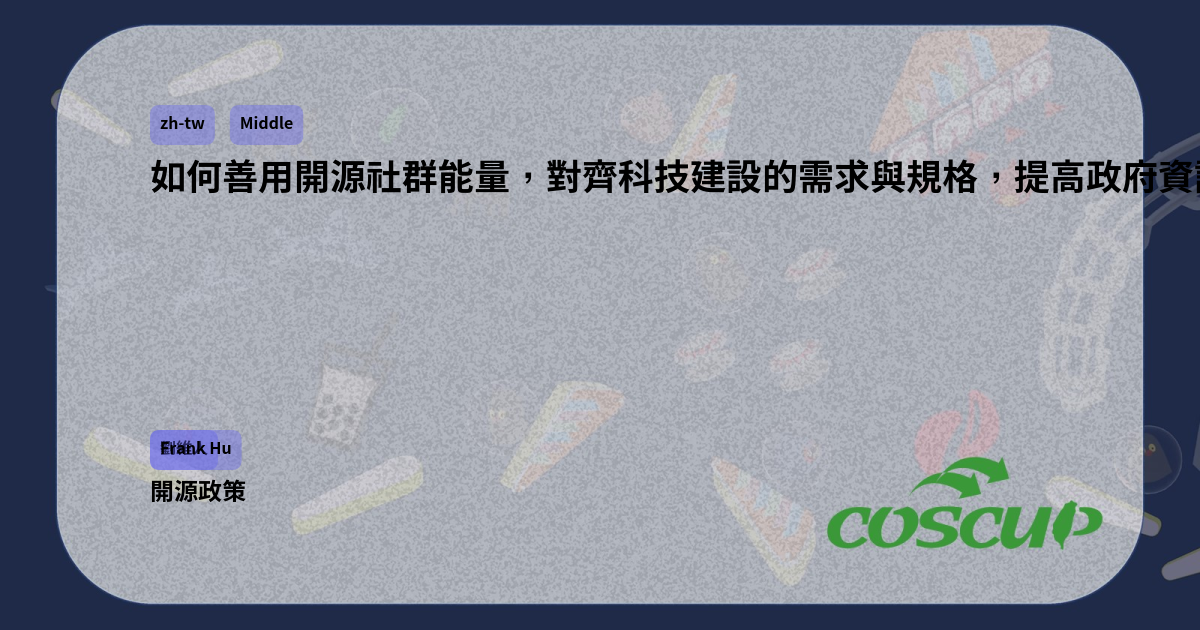 zh-tw Middle
如何善用開源社群能量，對齊科技建設的需求與規格，提高政府資
Frank Hu
開源政策
COSCUP